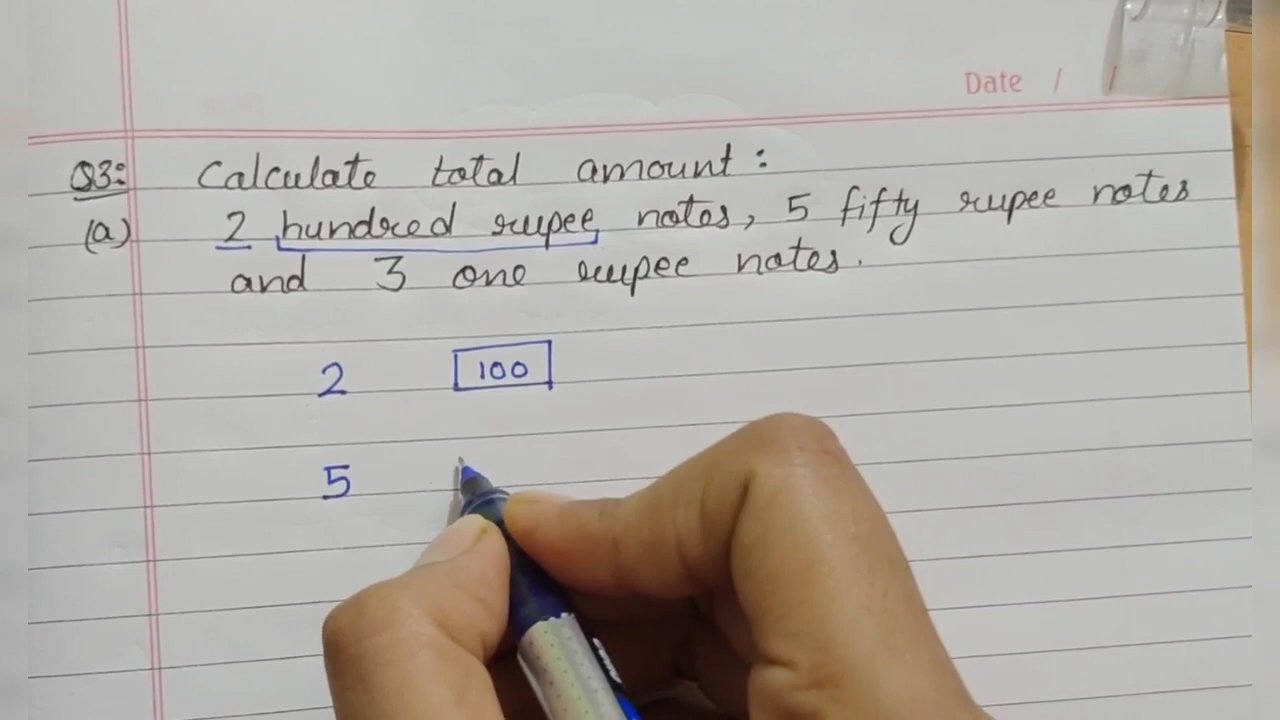 Date / /
Q3: Calculate total amount:
(a) 2 hundred rupee notes, 5 fifty rupee notes
and 3 one rupee notes.
2 100
5